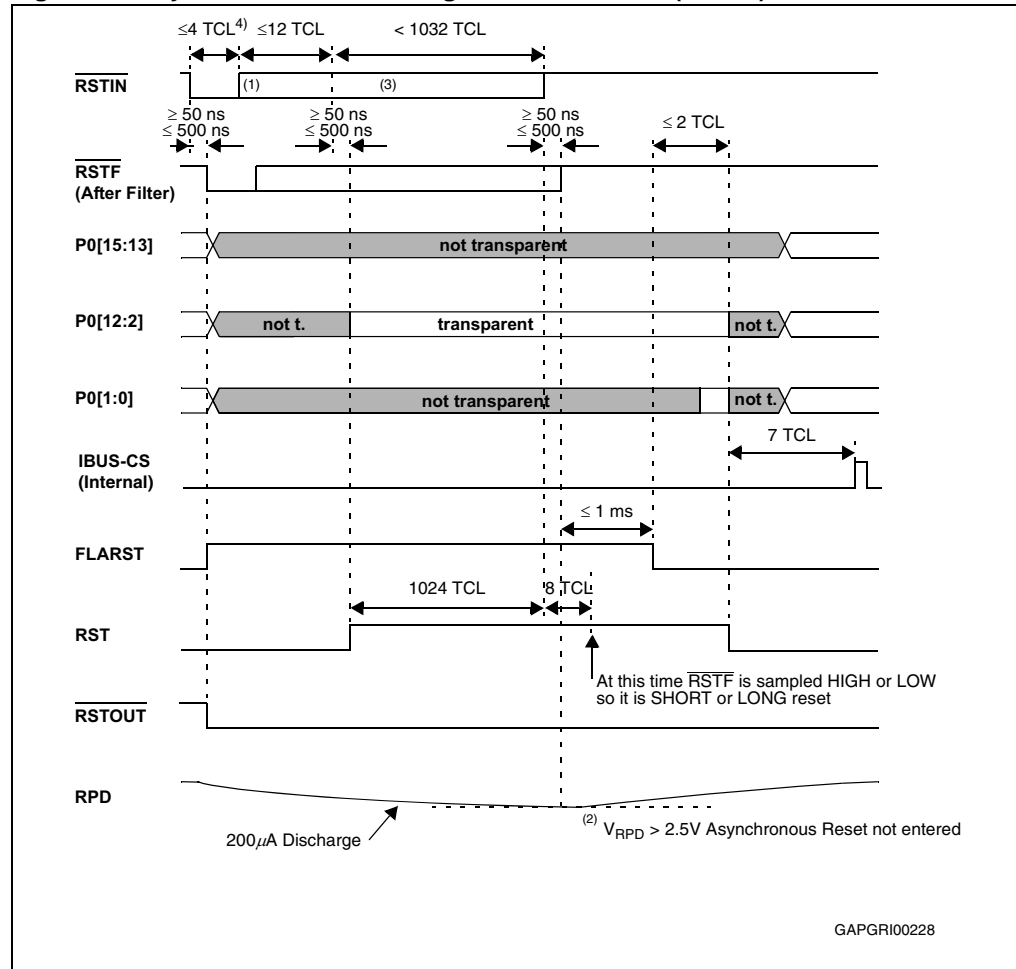 ≤4 TCL4) ≤12 TCL < 1032 TCL
RSTIN (1) (3)
≥ 50 ns ≥ 50 ns ≥ 50 ns
≤ 500 ns ≤ 500 ns ≤ 500 ns ≤ 2 TCL
RSTF
(After Filter)
P0[15:13] not transparent
P0[12:2] not t. transparent not t.
P0[1:0] not transparent not t.
7 TCL
IBUS-CS
(Internal)
≤ 1 ms
FLARST
1024 TCL 8 TCL
RST
At this time RSTF is sampled HIGH or LOW
so it is SHORT or LONG reset
RSTOUT
RPD
200μA Discharge
(2) VRPD > 2.5V Asynchronous Reset not entered
GAPGRI00228